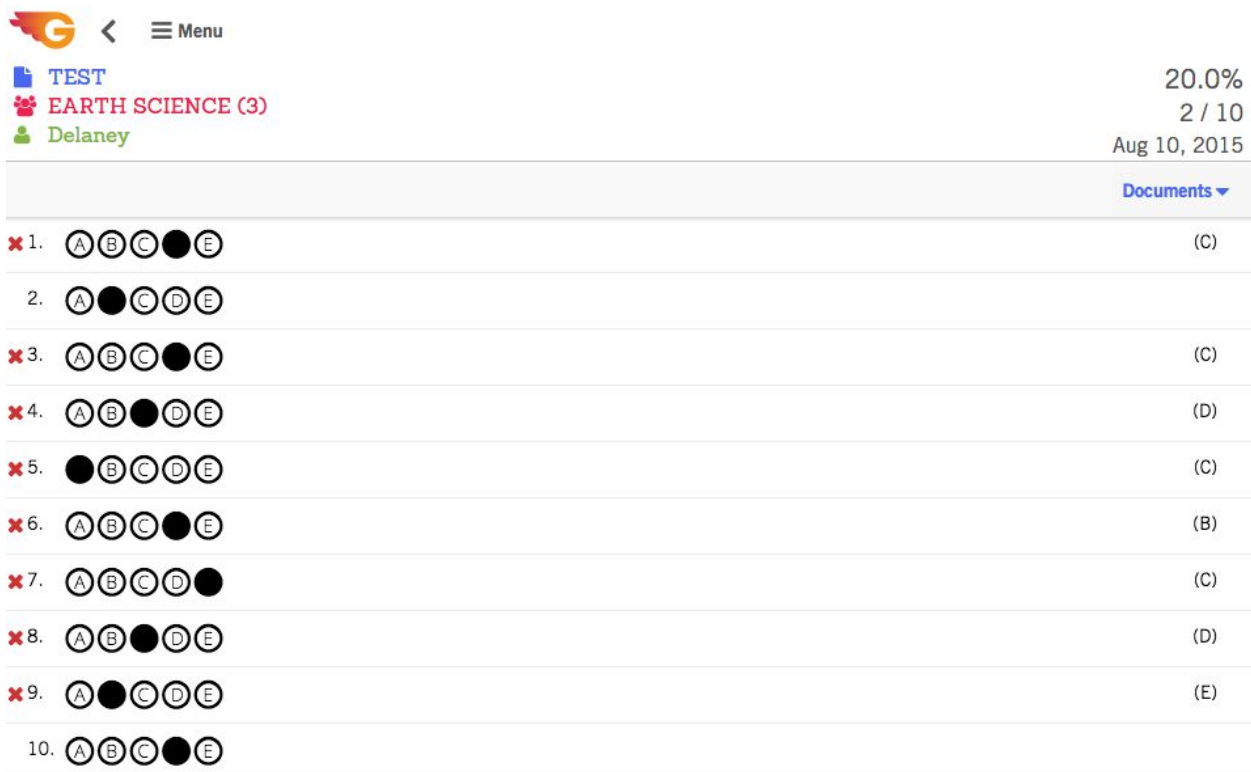 G Menu
TEST
EARTH SCIENCE (3)
Delaney
20.0%
2 / 10
Aug 10, 2015
Documents
1. A B C E (C)
2. A C D E
3. A B C E (C)
4. A B D E (D)
5. B C D E (C)
6. A B C E (B)
7. A B C D (C)
8. A B D E (D)
9. A C D E (E)
10. A B C E